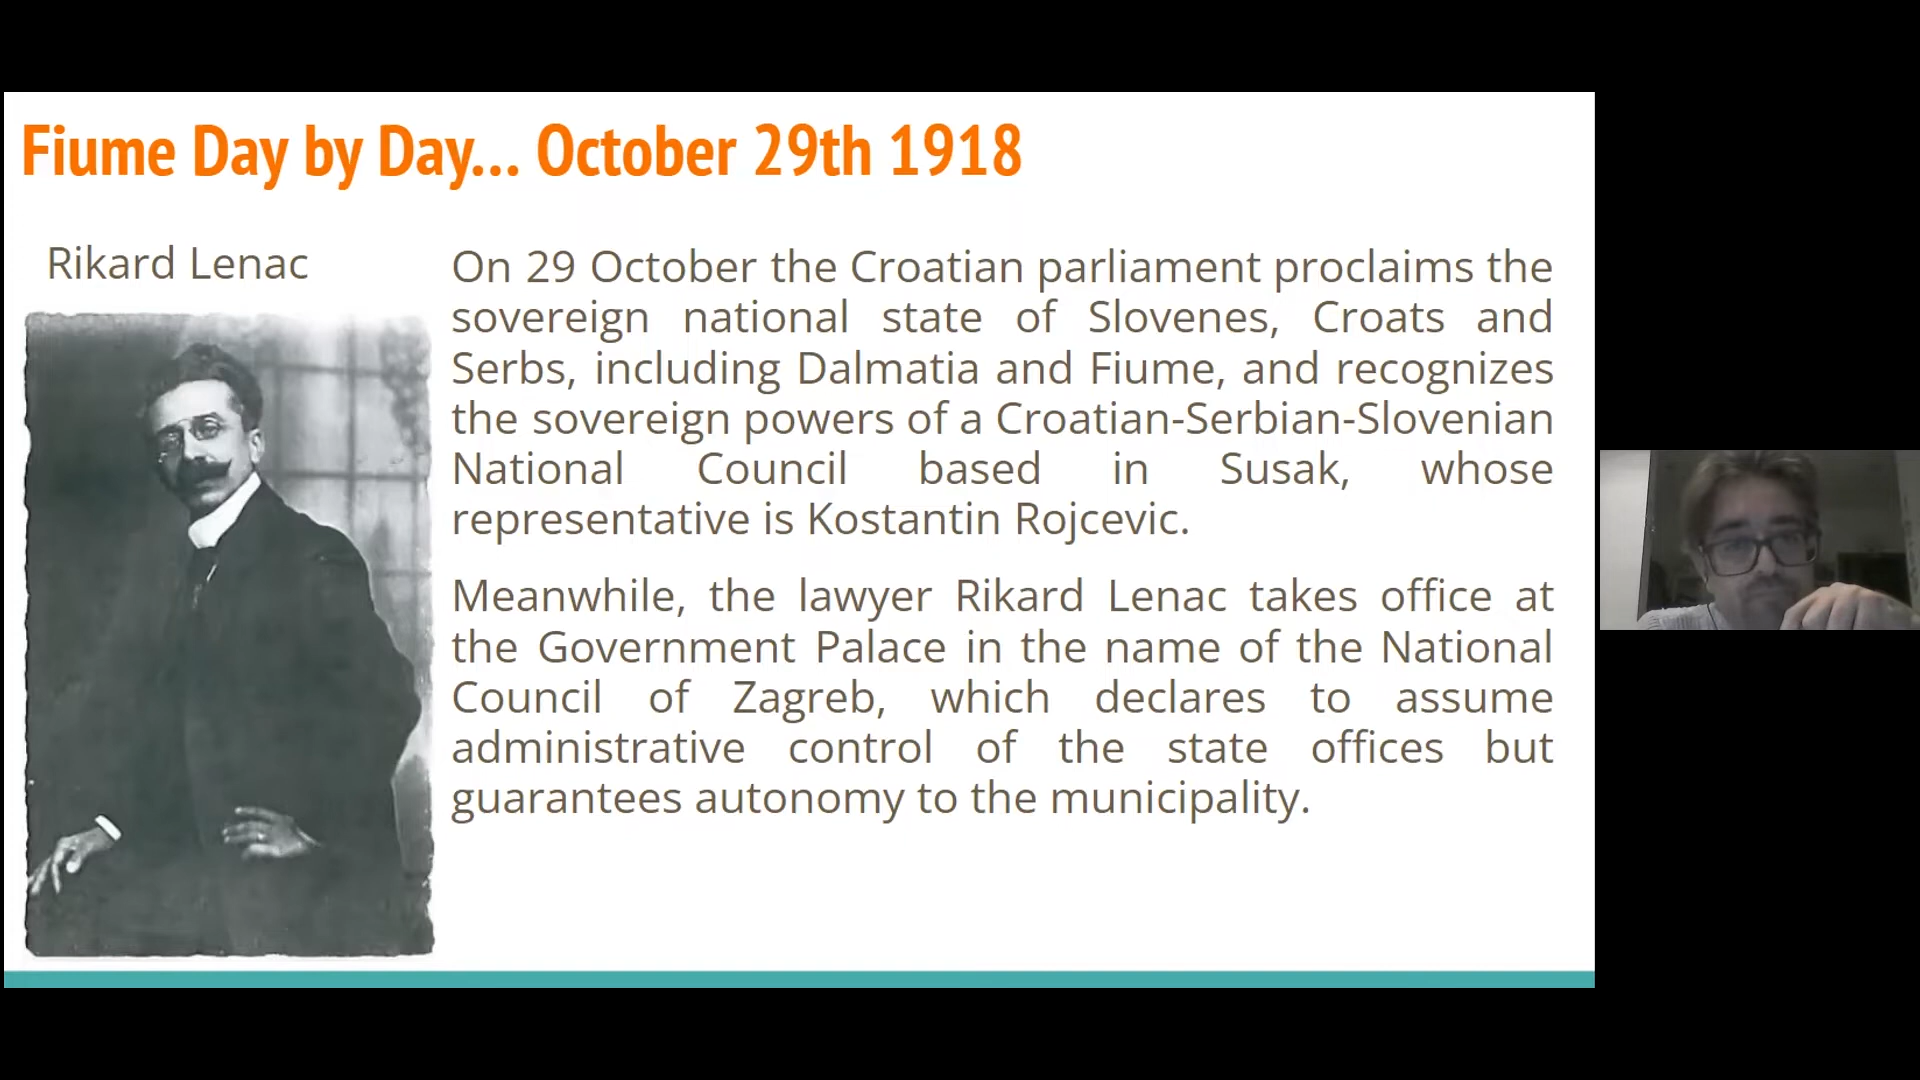 Fiume Day by Day... October 29th 1918
Rikard Lenac
On 29 October the Croatian parliament proclaims the
sovereign national state of Slovenes, Croats and
Serbs, including Dalmatia and Fiume, and recognizes
the sovereign powers of a Croatian-Serbian-Slovenian
National Council based in Susak, whose
representative is Kostantin Rojcevic.
Meanwhile, the lawyer Rikard Lenac takes office at
the Government Palace in the name of the National
Council of Zagreb, which declares to assume
administrative control of the state offices but
guarantees autonomy to the municipality.